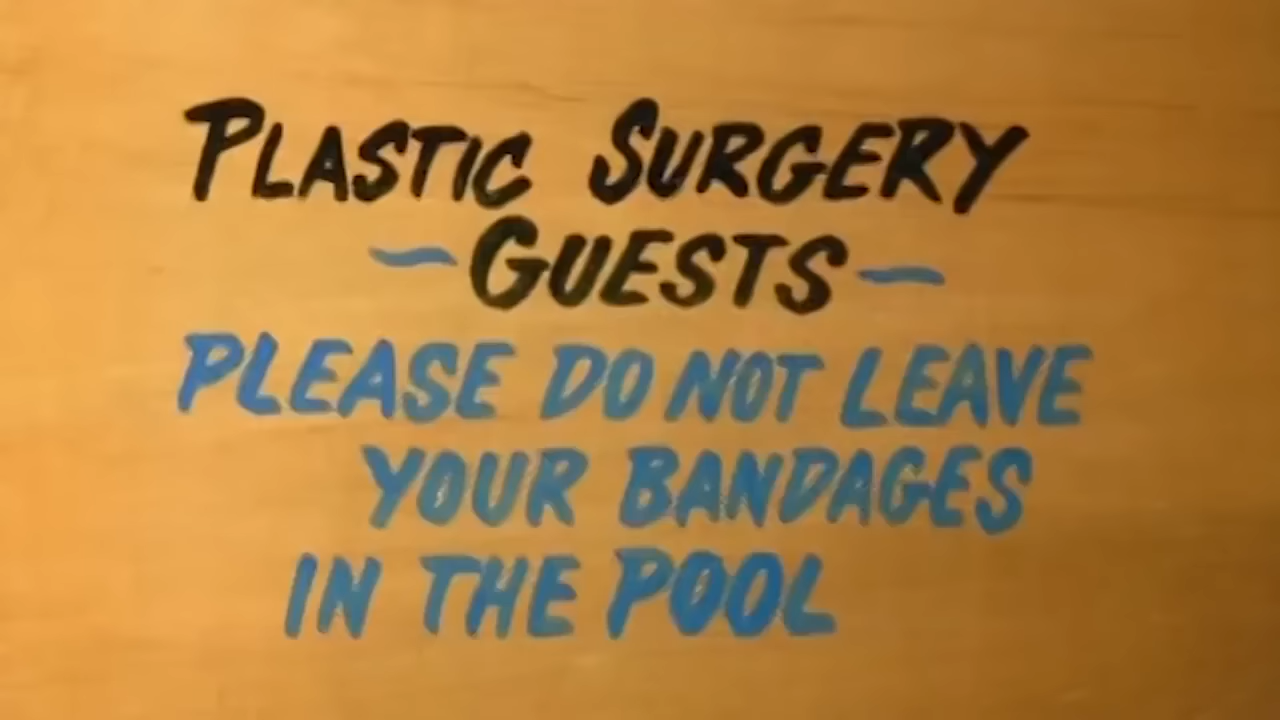 PLASTIC SURGERY
~ GUESTS ~
PLEASE DO NOT LEAVE
YOUR BANDAGES
IN THE POOL